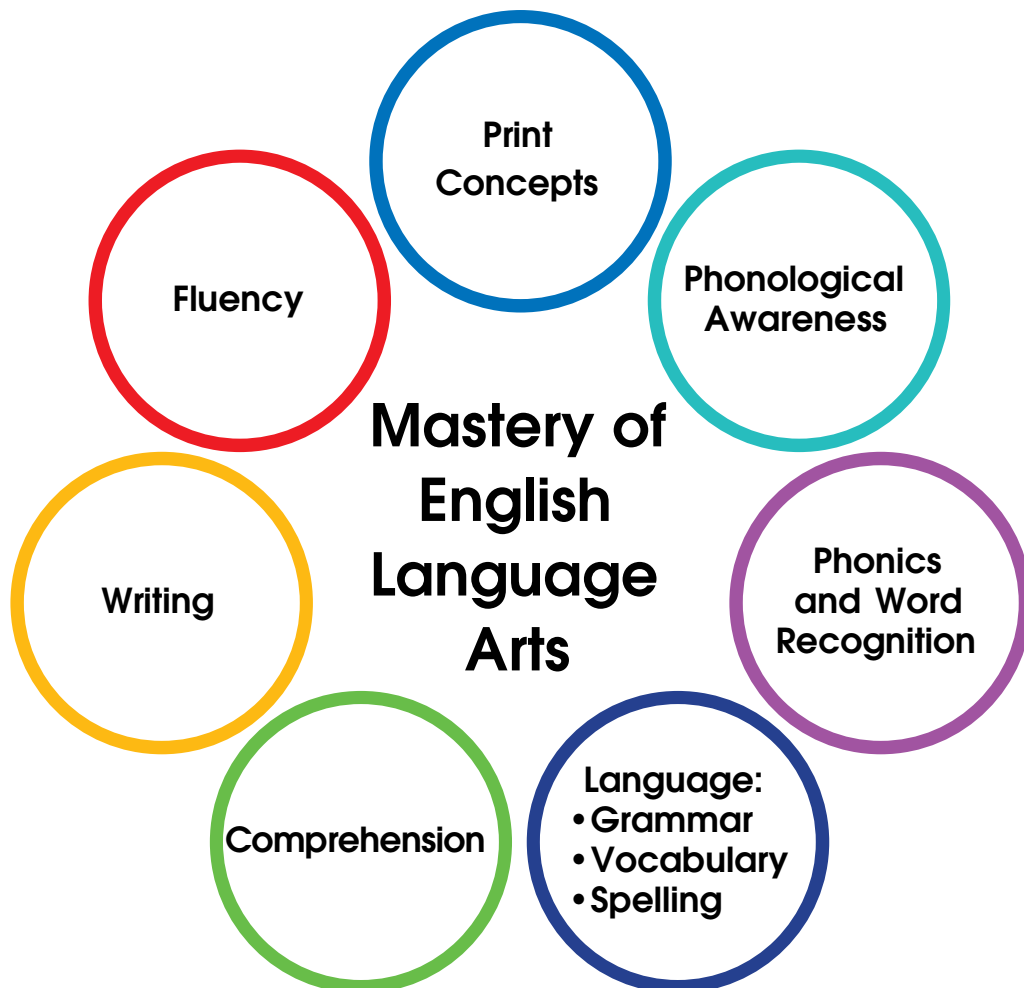 Print
Concepts
Phonological
Awareness
Phonics
and Word
Recognition
Language:
• Grammar
• Vocabulary
• Spelling
Comprehension
Writing
Fluency
Mastery of
English
Language
Arts